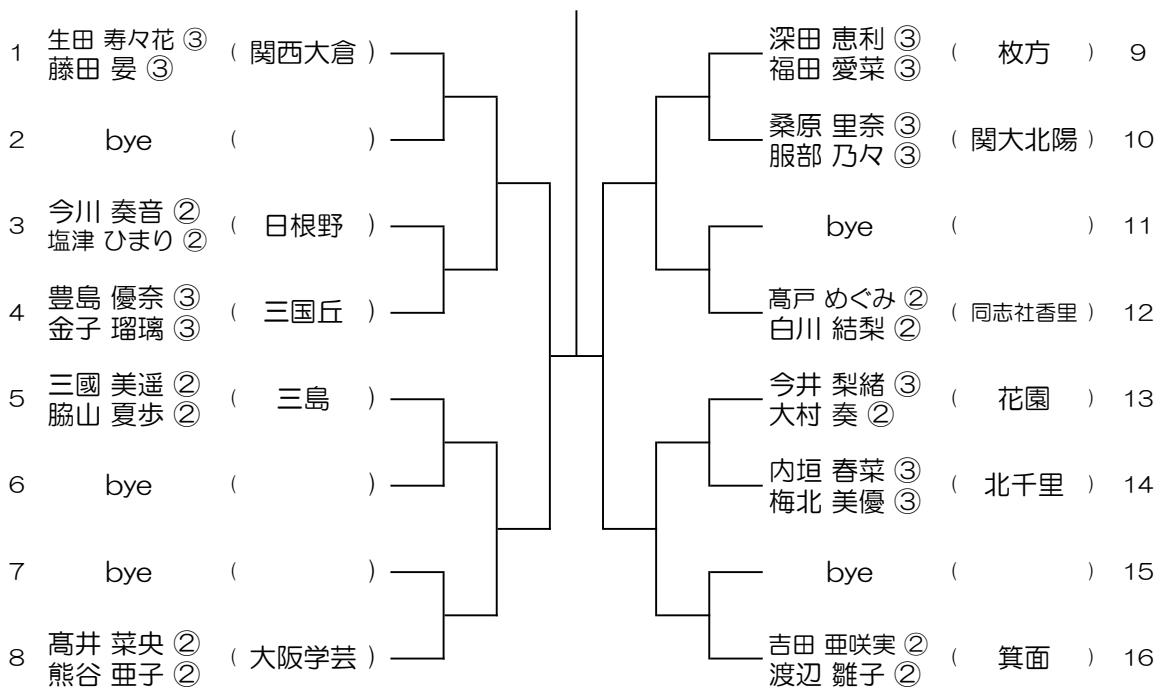 1 生田 寿々花 ③ ( 関西大倉 )
藤田 晏 ③
2 bye ( )
3 今川 奏音 ② ( 日根野 )
塩津 ひまり ②
4 豊島 優奈 ③ ( 三国丘 )
金子 瑠璃 ③
5 三國 美遥 ② ( 三島 )
脇山 夏歩 ②
6 bye ( )
7 bye ( )
8 髙井 菜央 ② ( 大阪学芸 )
熊谷 亜子 ②
深田 恵利 ③ ( 枚方 ) 9
福田 愛菜 ③
桑原 里奈 ③ ( 関大北陽 ) 10
服部 乃々 ③
bye ( ) 11
髙戸 めぐみ ② ( 同志社香里 ) 12
白川 結梨 ②
今井 梨緒 ③ ( 花園 ) 13
大村 奏 ②
内垣 春菜 ③ ( 北千里 ) 14
梅北 美優 ③
bye ( ) 15
吉田 亜咲実 ② ( 箕面 ) 16
渡辺 雛子 ②